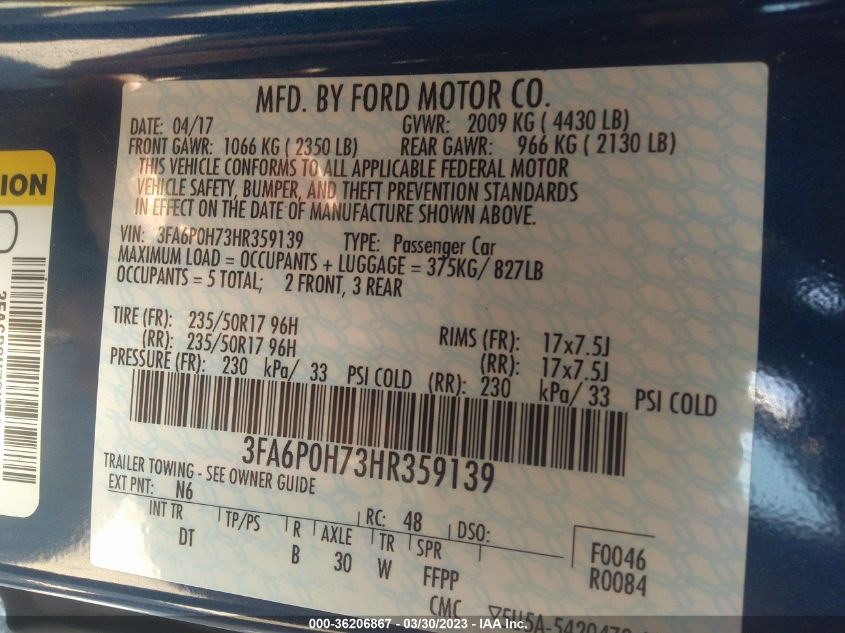 MFD. BY FORD MOTOR CO.
DATE: 04/17 GVWR: 2009 KG ( 4430 LB)
FRONT GAWR: 1066 KG ( 2350 LB) REAR GAWR: 966 KG ( 2130 LB)
THIS VEHICLE CONFORMS TO ALL APPLICABLE FEDERAL MOTOR
VEHICLE SAFETY, BUMPER, AND THEFT PREVENTION STANDARDS
IN EFFECT ON THE DATE OF MANUFACTURE SHOWN ABOVE.
VIN: 3FA6P0H73HR359139 TYPE: Passenger Car
MAXIMUM LOAD = OCCUPANTS + LUGGAGE = 375KG/ 827LB
OCCUPANTS = 5 TOTAL; 2 FRONT, 3 REAR
TIRE (FR): 235/50R17 96H RIMS (FR): 17x7.5J
(RR): 235/50R17 96H (RR): 17x7.5J
PRESSURE (FR): 230 kPa/ 33 PSI COLD (RR): 230 kPa/ 33 PSI COLD
3FA6P0H73HR359139
TRAILER TOWING - SEE OWNER GUIDE
EXT PNT: N6 RC: 48 DSO:
INT TR TP/PS R AXLE TR SPR F0046
DT B 30 W FFPP R0084
CMC
ION
000-36206867 - 03/30/2023 - IAA Inc.